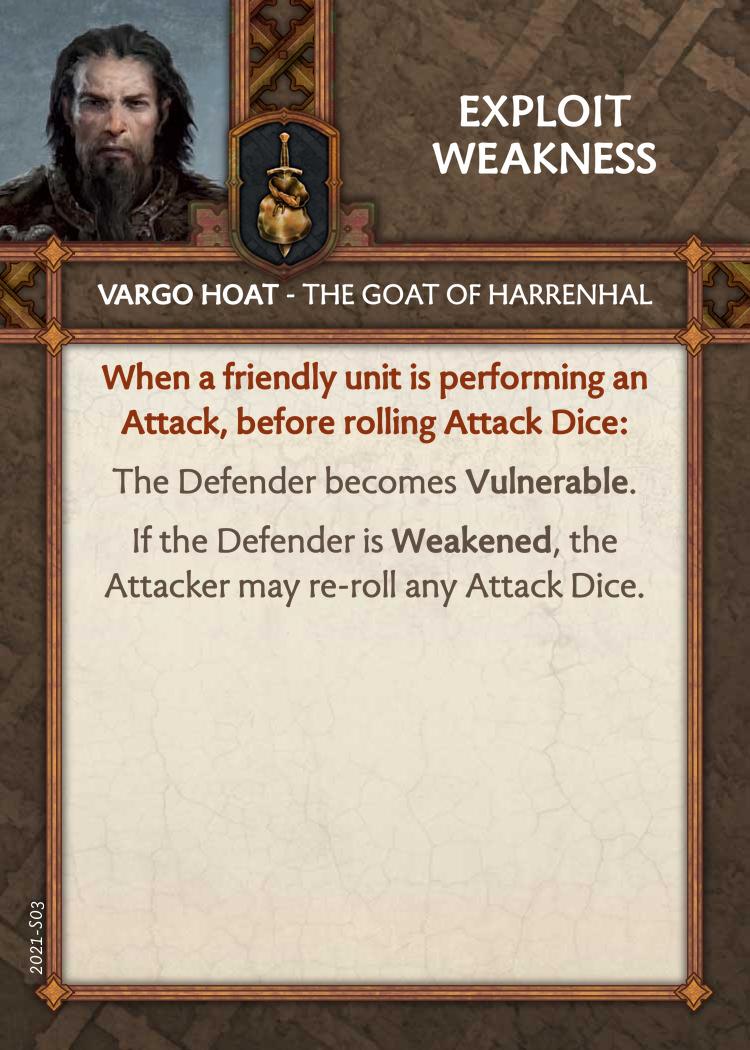 EXPLOIT
WEAKNESS
VARGO HOAT - THE GOAT OF HARRENHAL
When a friendly unit is performing an
Attack, before rolling Attack Dice:
The Defender becomes Vulnerable.
If the Defender is Weakened, the
Attacker may re-roll any Attack Dice.
2021-S03